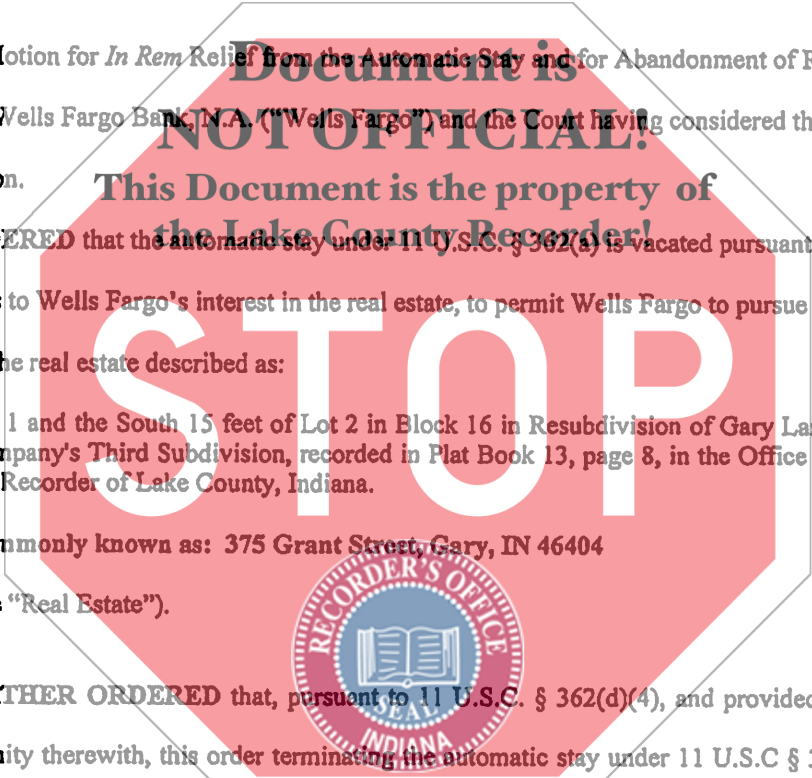 otion for In Rem Relief from the Automatic Stay and for Abandonment of
Document is
Wells Fargo Bank, N.A. ("Wells Fargo") and the Court having considered th
NOT OFFICIAL!
n.
This Document is the property of
ERED that the automatic stay under 11 U.S.C. § 362(a) is vacated pursuant
the Lake County Recorder!
to Wells Fargo's interest in the real estate, to permit Wells Fargo to pursue
STOP
he real estate described as:
1 and the South 15 feet of Lot 2 in Block 16 in Resubdivision of Gary La
mpany's Third Subdivision, recorded in Plat Book 13, page 8, in the Office
Recorder of Lake County, Indiana.
mmonly known as: 375 Grant Street, Gary, IN 46404
"Real Estate").
RECORDER'S OFFICE
SEAL
INDIANA
THER ORDERED that, pursuant to 11 U.S.C. § 362(d)(4), and provided
ity therewith, this order terminating the automatic stay under 11 U.S.C §